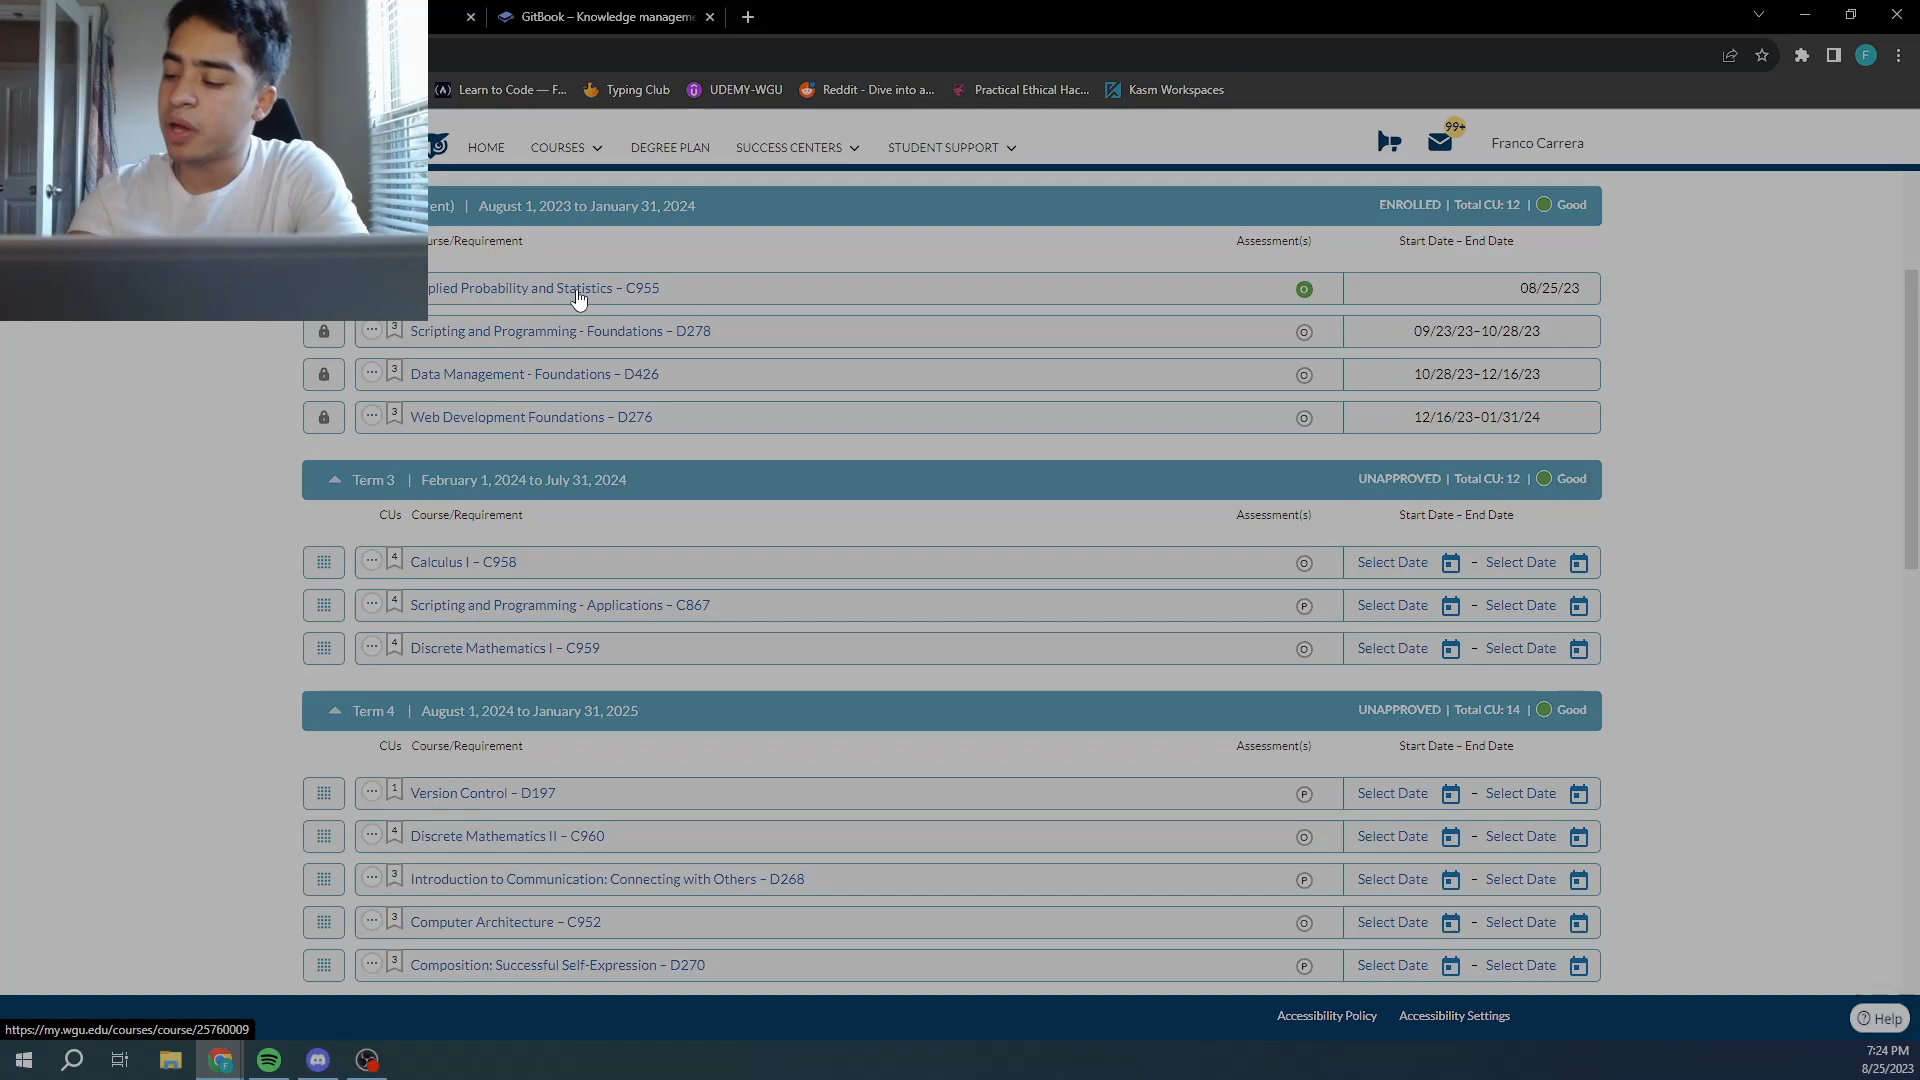 GitBook – Knowledge managem
Learn to Code — F...
Typing Club
UDEMY-WGU
Reddit - Dive into a...
Practical Ethical Hac...
Kasm Workspaces
HOME
COURSES
DEGREE PLAN
SUCCESS CENTERS
STUDENT SUPPORT
99+
Franco Carrera
ent) | August 1, 2023 to January 31, 2024
ENROLLED | Total CU: 12 | Good
urse/Requirement
Assessment(s)
Start Date – End Date
plied Probability and Statistics – C955
O
08/25/23
3
Scripting and Programming - Foundations – D278
O
09/23/23–10/28/23
3
Data Management - Foundations – D426
O
10/28/23–12/16/23
3
Web Development Foundations – D276
O
12/16/23–01/31/24
Term 3 | February 1, 2024 to July 31, 2024
UNAPPROVED | Total CU: 12 | Good
CUs
Course/Requirement
Assessment(s)
Start Date – End Date
4
Calculus I – C958
O
Select Date – Select Date
4
Scripting and Programming - Applications – C867
P
Select Date – Select Date
4
Discrete Mathematics I – C959
O
Select Date – Select Date
Term 4 | August 1, 2024 to January 31, 2025
UNAPPROVED | Total CU: 14 | Good
CUs
Course/Requirement
Assessment(s)
Start Date – End Date
1
Version Control – D197
P
Select Date – Select Date
4
Discrete Mathematics II – C960
O
Select Date – Select Date
3
Introduction to Communication: Connecting with Others – D268
P
Select Date – Select Date
3
Computer Architecture – C952
O
Select Date – Select Date
3
Composition: Successful Self-Expression – D270
P
Select Date – Select Date
Accessibility Policy
Accessibility Settings
Help
https://my.wgu.edu/courses/course/25760009
7:24 PM
8/25/2023